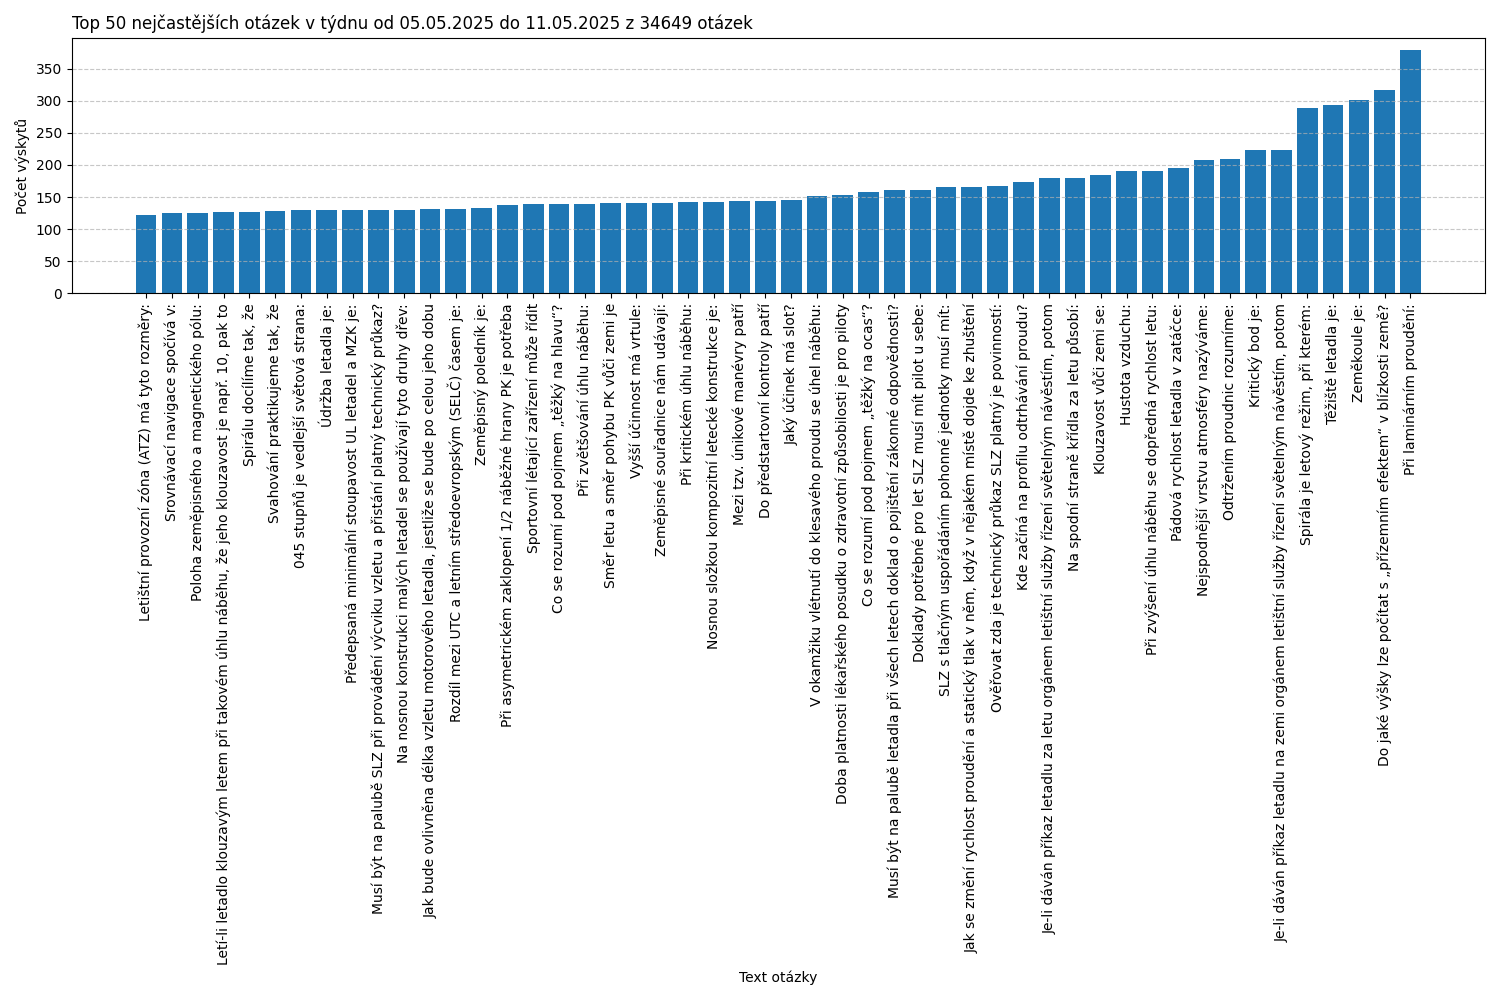 Top 50 nejčastějších otázek v týdnu od 05.05.2025 do 11.05.2025 z 34649 otázek
Počet výskytů
350
300
250
200
150
100
50
0
Letištní provozní zóna (ATZ) má tyto rozměry:
Srovnávací navigace spočívá v:
Poloha zeměpisného a magnetického pólu:
Letí-li letadlo klouzavým letem při takovém úhlu náběhu, že jeho klouzavost je např. 10, pak to
Spirálu docílíme tak, že
Svahování praktikujeme tak, že
045 stupňů je vedlejší světová strana:
Údržba letadla je:
Předepsaná minimální stoupavost UL letadel a MZK je:
Musí být na palubě SLZ při provádění výcviku vzletu a přistání platný technický průkaz?
Na nosnou konstrukci malých letadel se používají tyto druhy dřev:
Jak bude ovlivněna délka vzletu motorového letadla, jestliže se bude po celou jeho dobu
Rozdíl mezi UTC a letním středoevropským (SELČ) časem je:
Zeměpisný poledník je:
Při asymetrickém zaklopení 1/2 náběžné hrany PK je potřeba
Sportovní létající zařízení může řídit
Co se rozumí pod pojmem „těžký na hlavu“?
Při zvětšování úhlu náběhu:
Směr letu a směr pohybu PK vůči zemi je
Vyšší účinnost má vrtule:
Zeměpisné souřadnice nám udávají:
Při kritickém úhlu náběhu:
Nosnou složkou kompozitní letecké konstrukce je:
Mezi tzv. únikové manévry patří
Do předstartovní kontroly patří
Jaký účinek má slot?
V okamžiku vlétnutí do klesavého proudu se úhel náběhu:
Doba platnosti lékařského posudku o zdravotní způsobilosti je pro piloty
Co se rozumí pod pojmem „těžký na ocas“?
Musí být na palubě letadla při všech letech doklad o pojištění zákonné odpovědnosti?
Doklady potřebné pro let SLZ musí mít pilot u sebe:
SLZ s tlačným uspořádáním pohonné jednotky musí mít:
Jak se změní rychlost proudění a statický tlak v něm, když v nějakém místě dojde ke zhuštění
Ověřovat zda je technický průkaz SLZ platný je povinností:
Kde začíná na profilu odtrhávání proudu?
Je-li dáván příkaz letadlu za letu orgánem letištní služby řízení světelným návěstím, potom
Na spodní straně křídla za letu působí:
Klouzavost vůči zemi se:
Hustota vzduchu:
Při zvýšení úhlu náběhu se dopředná rychlost letu:
Pádová rychlost letadla v zatáčce:
Nejspodnější vrstvu atmosféry nazýváme:
Odtržením proudnic rozumíme:
Kritický bod je:
Je-li dáván příkaz letadlu na zemi orgánem letištní služby řízení světelným návěstím, potom
Spirála je letový režim, při kterém:
Těžiště letadla je:
Zeměkoule je:
Do jaké výšky lze počítat s „přízemním efektem“ v blízkosti země?
Při laminárním proudění:
Text otázky